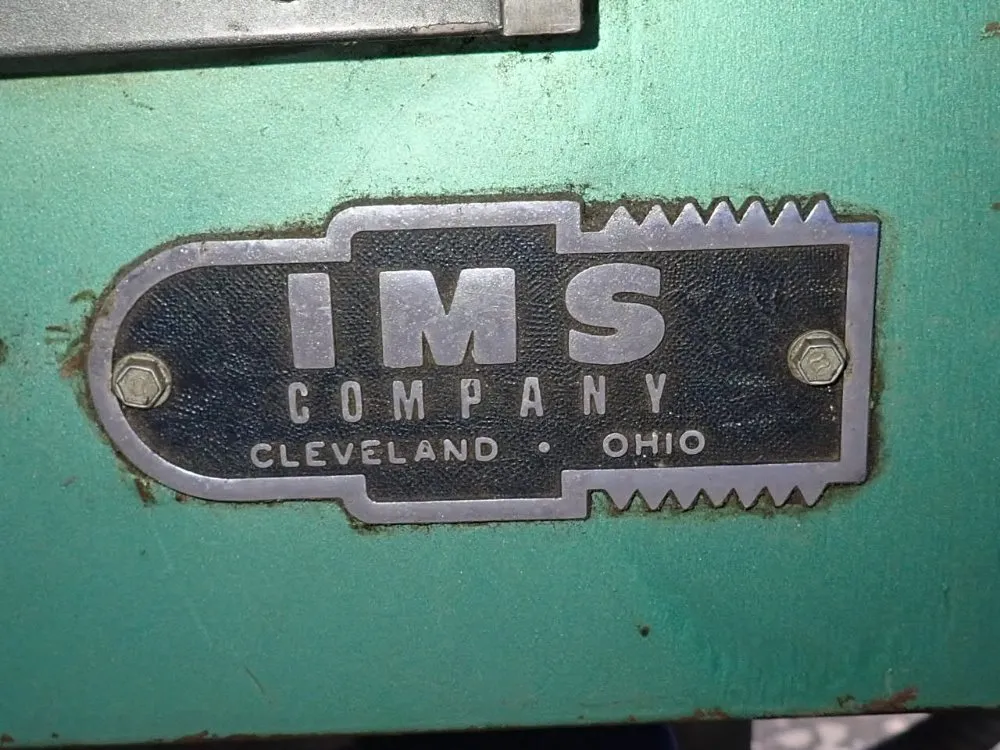 IMS
COMPANY
CLEVELAND • OHIO